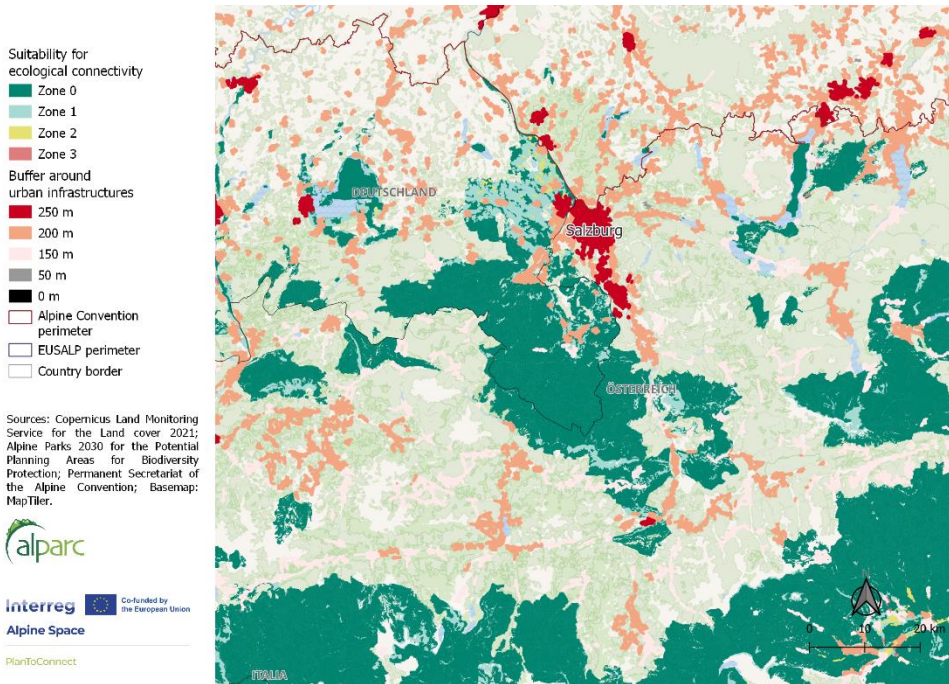 Suitability for
ecological connectivity
Zone 0
Zone 1
Zone 2
Zone 3
Buffer around
urban infrastructures
250 m
200 m
150 m
50 m
0 m
Alpine Convention
perimeter
EUSALP perimeter
Country border
Sources: Copernicus Land Monitoring
Service for the Land cover 2021;
Alpine Parks 2030 for the Potential
Planning Areas for Biodiversity
Protection; Permanent Secretariat of
the Alpine Convention; Basemap:
MapTiler.
alparc
Interreg
Co-funded by
the European Union
Alpine Space
PlanToConnect
DEUTSCHLAND
Salzburg
ÖSTERREICH
ITALIA
N
0 10 20 km